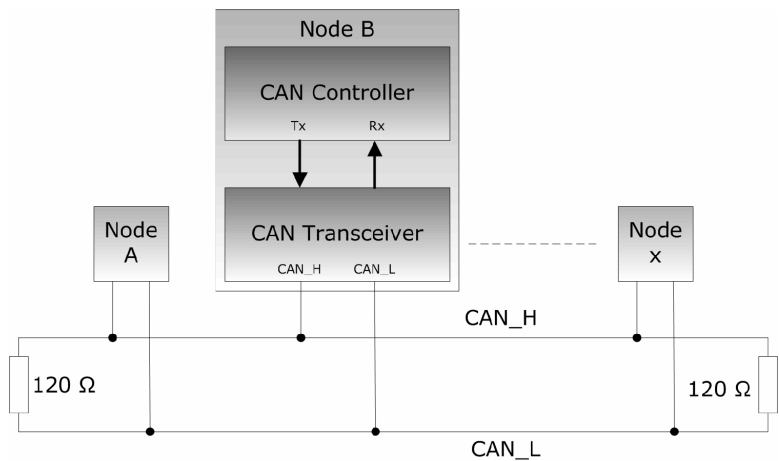 Node B
CAN Controller
Tx Rx
CAN Transceiver
CAN_H CAN_L
Node
A
Node
x
CAN_H
120 Ω
120 Ω
CAN_L